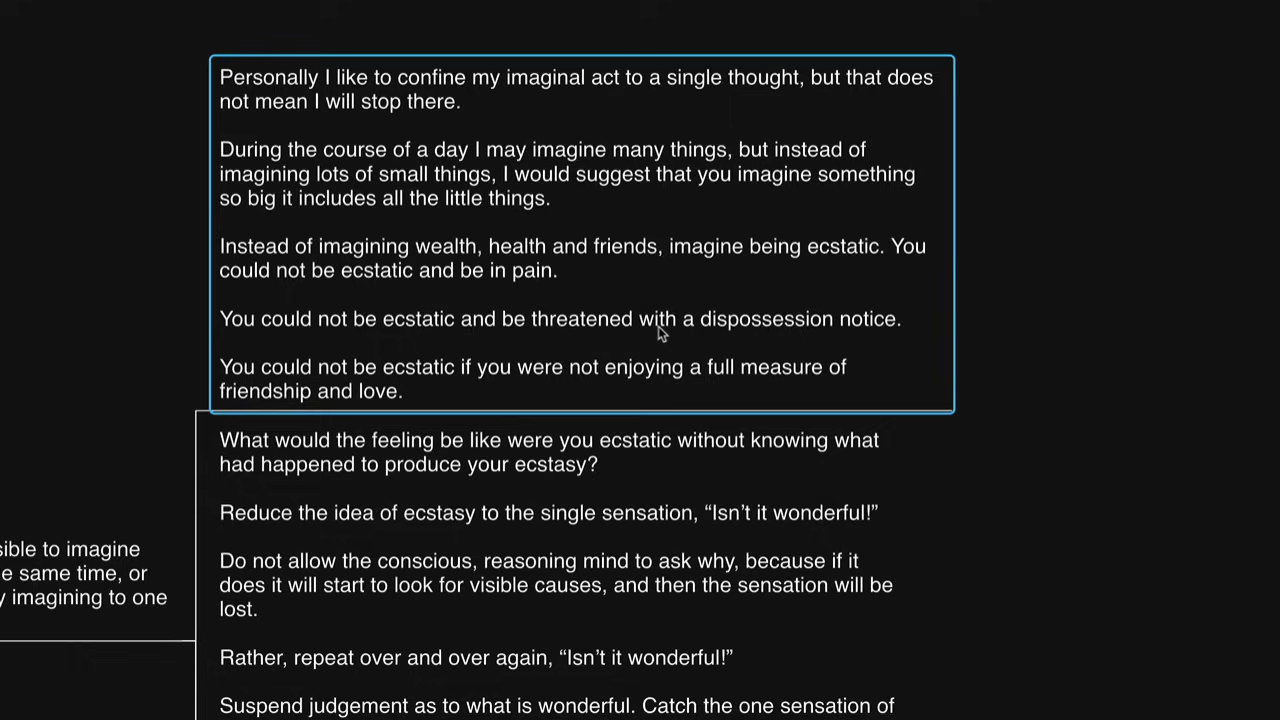 Personally I like to confine my imaginal act to a single thought, but that does
not mean I will stop there.
During the course of a day I may imagine many things, but instead of
imagining lots of small things, I would suggest that you imagine something
so big it includes all the little things.
Instead of imagining wealth, health and friends, imagine being ecstatic. You
could not be ecstatic and be in pain.
You could not be ecstatic and be threatened with a dispossession notice.
You could not be ecstatic if you were not enjoying a full measure of
friendship and love.
What would the feeling be like were you ecstatic without knowing what
had happened to produce your ecstasy?
Reduce the idea of ecstasy to the single sensation, “Isn’t it wonderful!”
Do not allow the conscious, reasoning mind to ask why, because if it
does it will start to look for visible causes, and then the sensation will be
lost.
Rather, repeat over and over again, “Isn’t it wonderful!”
Suspend judgement as to what is wonderful. Catch the one sensation of
sible to imagine
e same time, or
y imagining to one